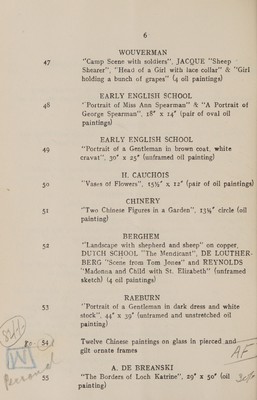 6
WOUVERMAN
47 "Camp Scene with soldiers", JACQUE "Sheep
Shearer", "Head of a Girl with lace collar" & "Girl
holding a bunch of grapes" (4 oil paintings)
EARLY ENGLISH SCHOOL
48 "Portrait of Miss Ann Spearman" & "A Portrait of
George Spearman", 18" x 14" (pair of oval oil
paintings)
EARLY ENGLISH SCHOOL
49 "Portrait of a Gentleman in brown coat, white
cravat", 30" x 25" (unframed oil painting)
H. CAUCHOIS
50 "Vases of Flowers", 15½" x 12" (pair of oil paintings)
CHINERY
51 "Two Chinese Figures in a Garden", 13¼" circle (oil
painting)
BERGHEM
52 "Landscape with shepherd and sheep" on copper,
DUTCH SCHOOL "The Mendicant", DE LOUTHER-
BERG "Scene from Tom Jones" and REYNOLDS
"Madonna and Child with St. Elizabeth" (unframed
sketch) (4 oil paintings)
RAEBURN
53 "Portrait of a Gentleman in dark dress and white
stock", 44" x 39" (unframed and unstretched oil
painting)
54 Twelve Chinese paintings on glass in pierced and
gilt ornate frames
AF
A. DE BREANSKI
55 "The Borders of Loch Katrine", 29" x 50" (oil
painting)